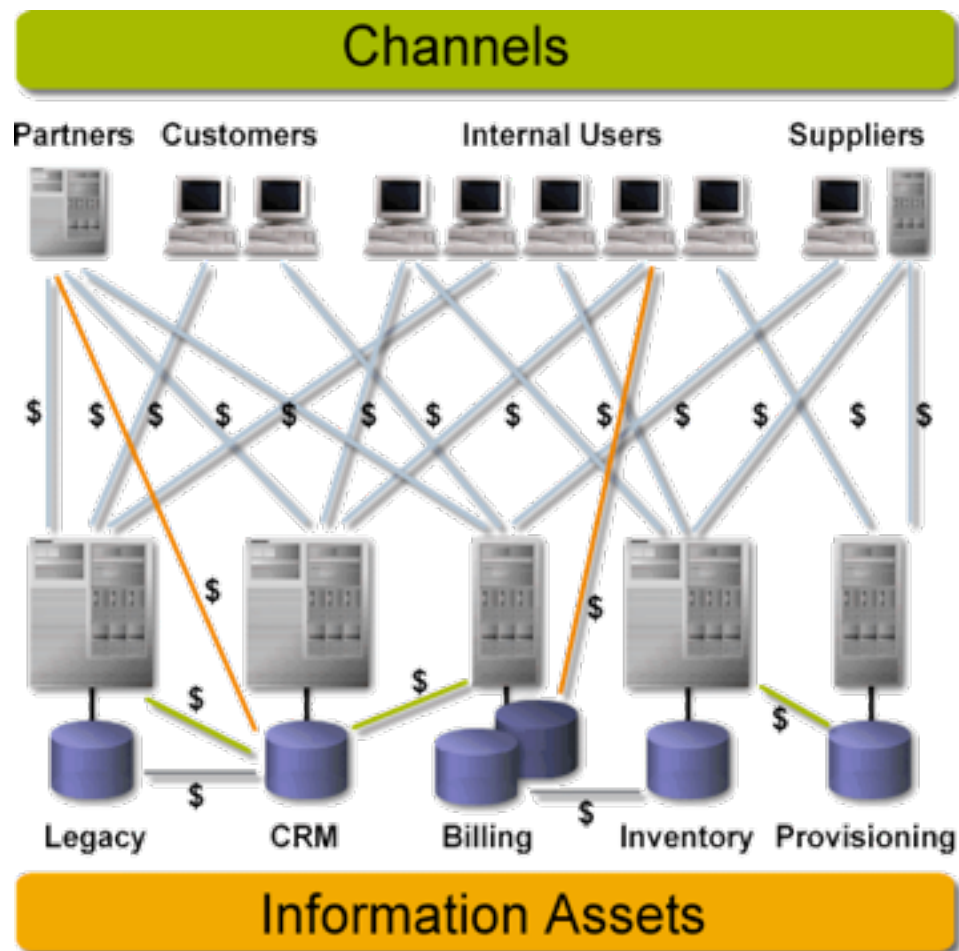 Channels
Partners Customers Internal Users Suppliers
$ $ $ $ $ $ $ $ $ $ $ $ $
$ $
$ $ $
$ $
Legacy CRM Billing Inventory Provisioning
Information Assets